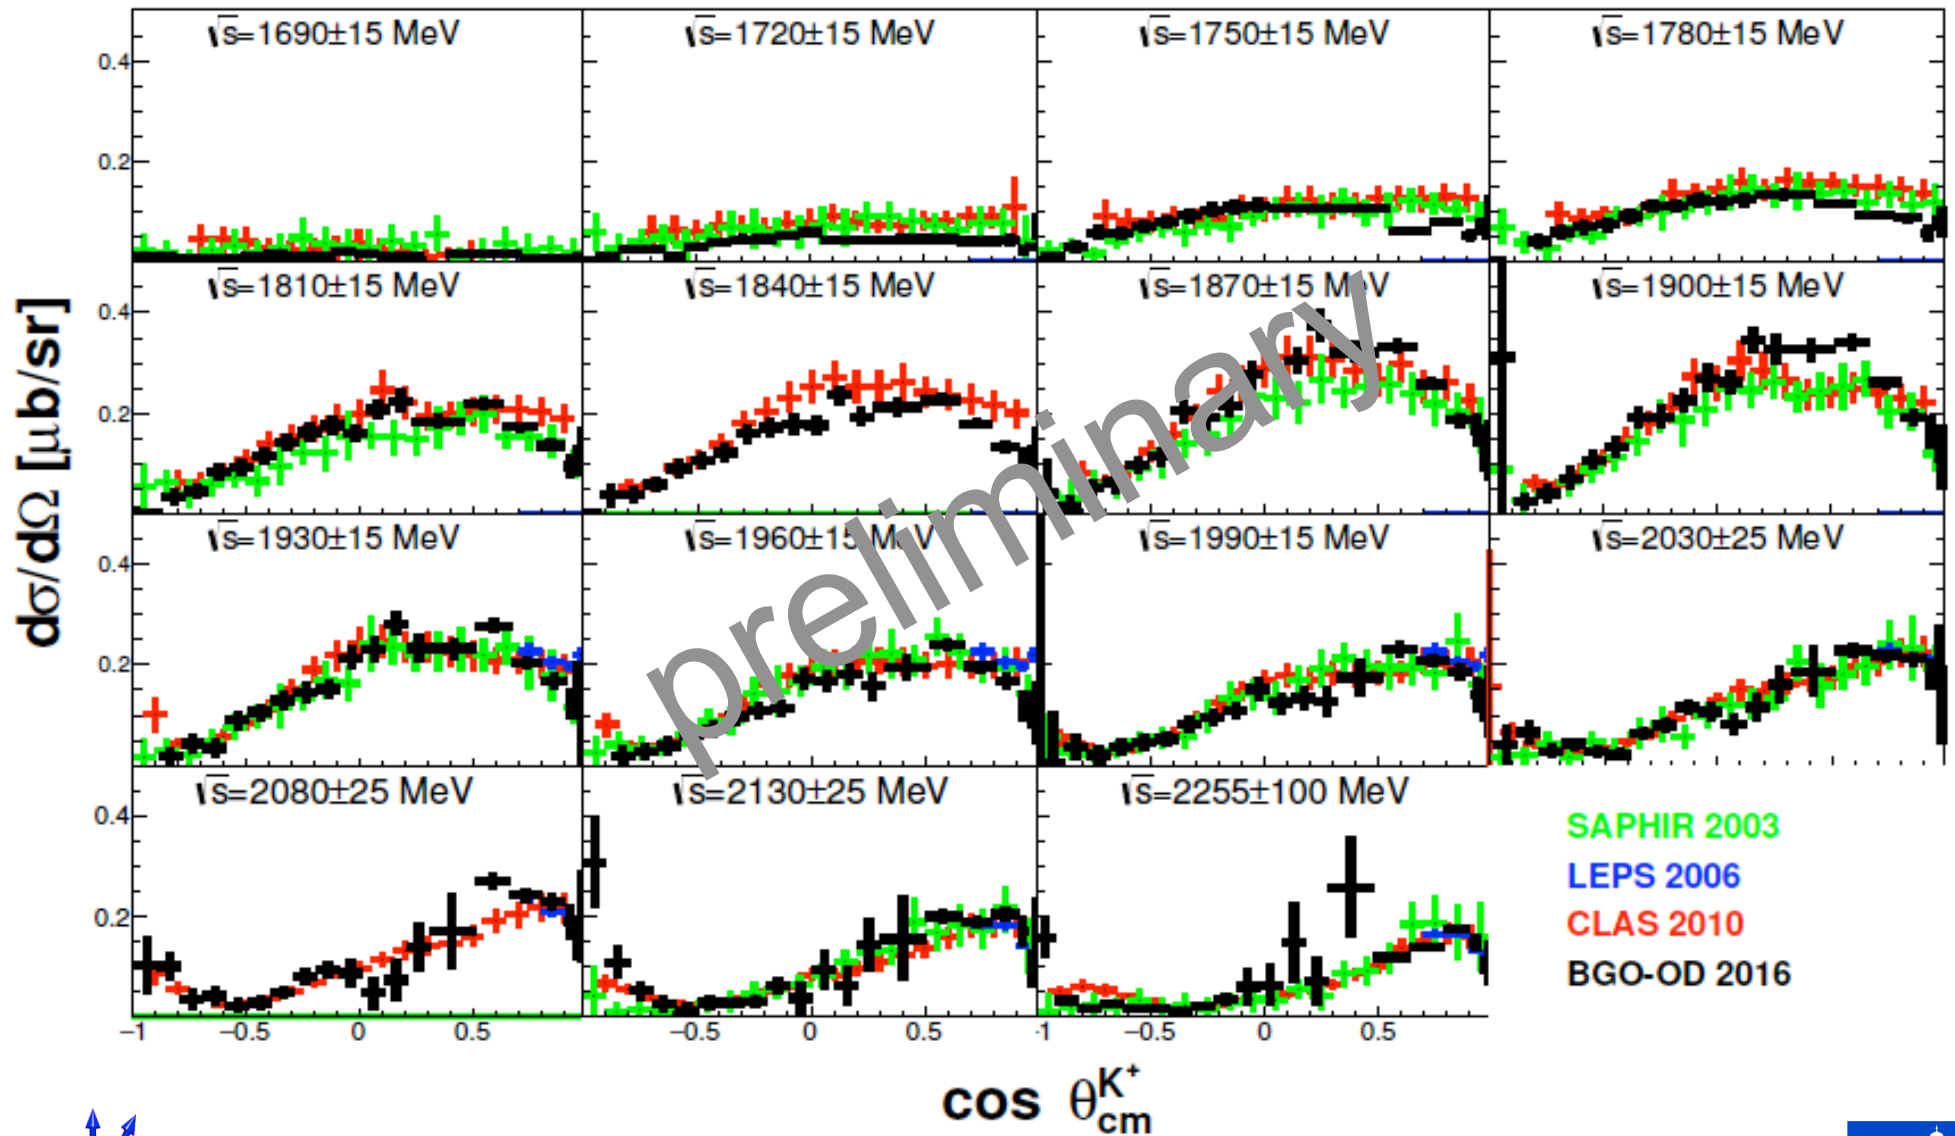 √s=1690±15 MeV √s=1720±15 MeV √s=1750±15 MeV √s=1780±15 MeV
0.4
0.2
√s=1810±15 MeV √s=1840±15 MeV √s=1870±15 MeV √s=1900±15 MeV
0.4
0.2
√s=1930±15 MeV √s=1960±15 MeV √s=1990±15 MeV √s=2030±25 MeV
0.4
0.2
√s=2080±25 MeV √s=2130±25 MeV √s=2255±100 MeV
0.4
0.2
−1 −0.5 0 0.5 −0.5 0 0.5 -1 −0.5 0 0.5
dσ/dΩ [μb/sr]
preliminary
SAPHIR 2003
LEPS 2006
CLAS 2010
BGO-OD 2016
cos θ_cm^K⁺